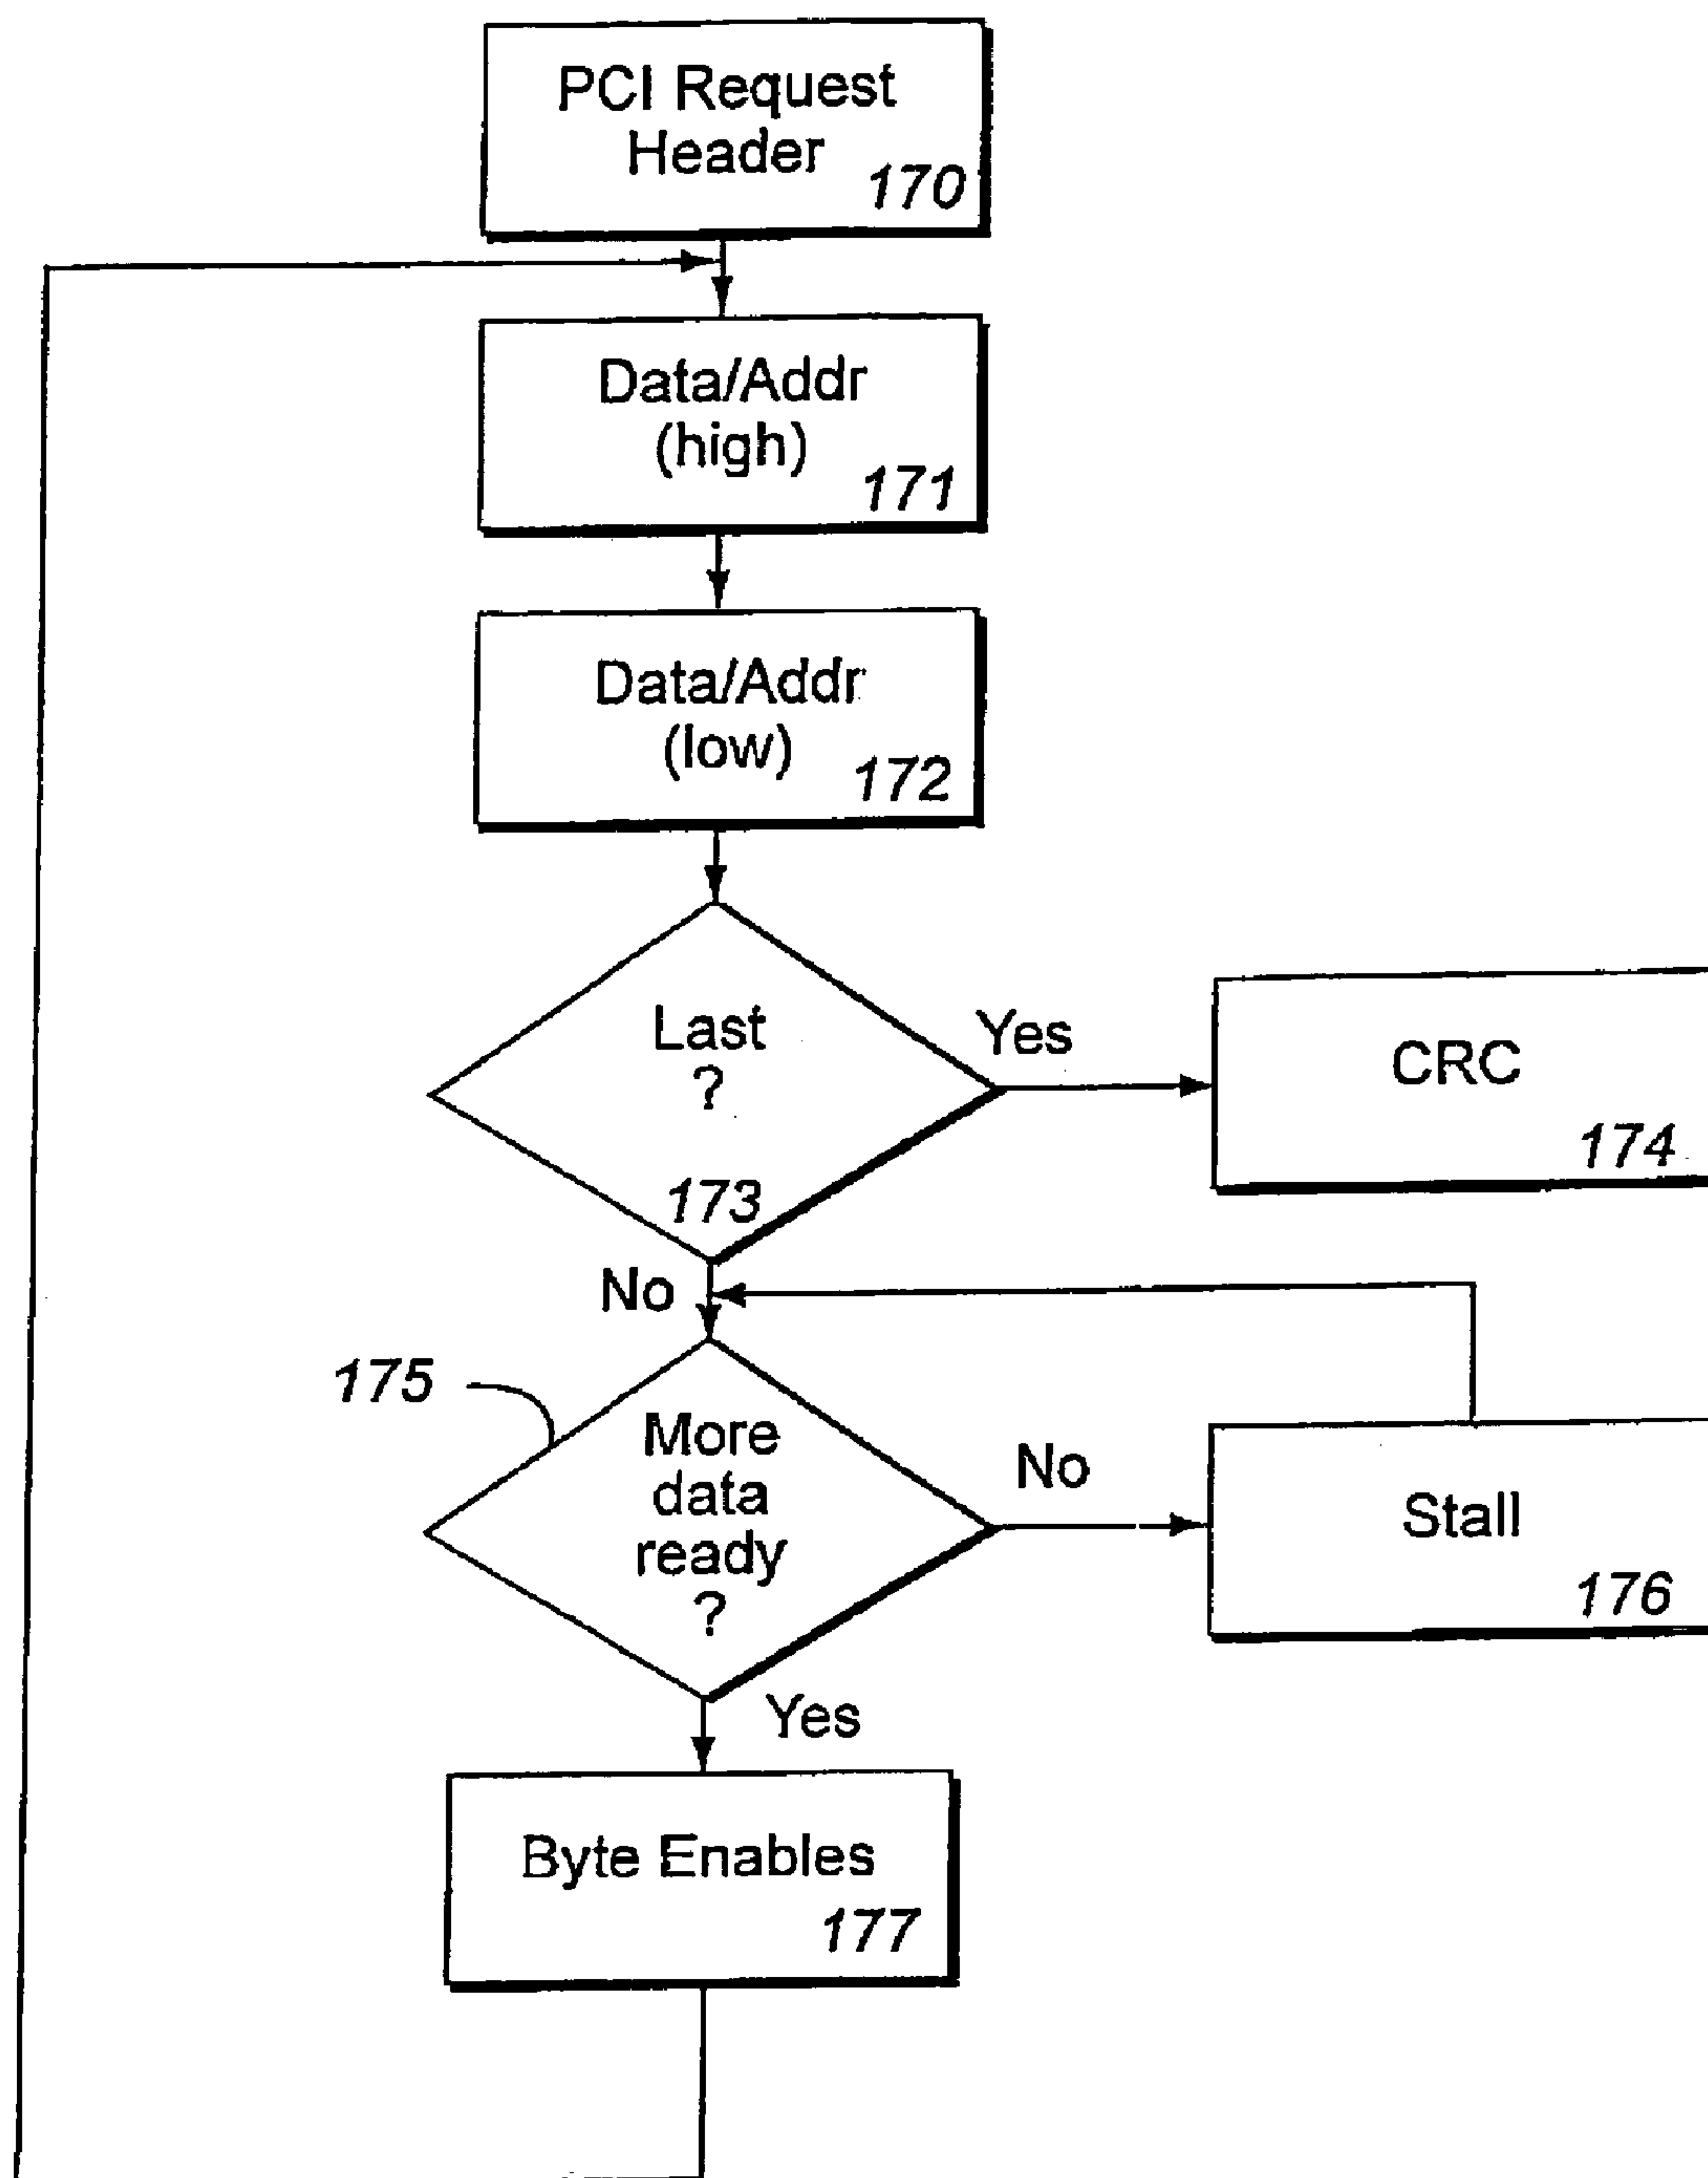 PCI Request
Header
170
Data/Addr
(high)
171
Data/Addr
(low)
172
Last
?
173
Yes
CRC
174
No
175
More
data
ready
?
No
Stall
176
Yes
Byte Enables
177